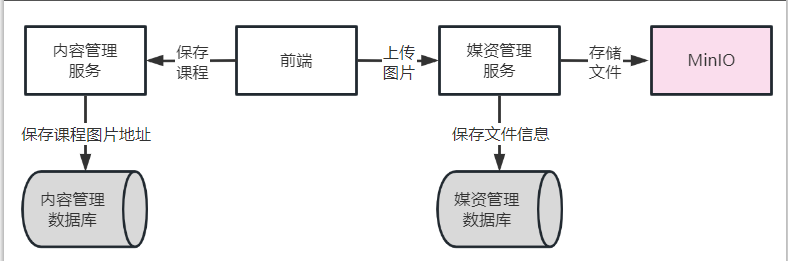 内容管理
服务
保存
课程
前端
上传
图片
媒资管理
服务
存储
文件
MinIO
保存课程图片地址
保存文件信息
内容管理
数据库
媒资管理
数据库